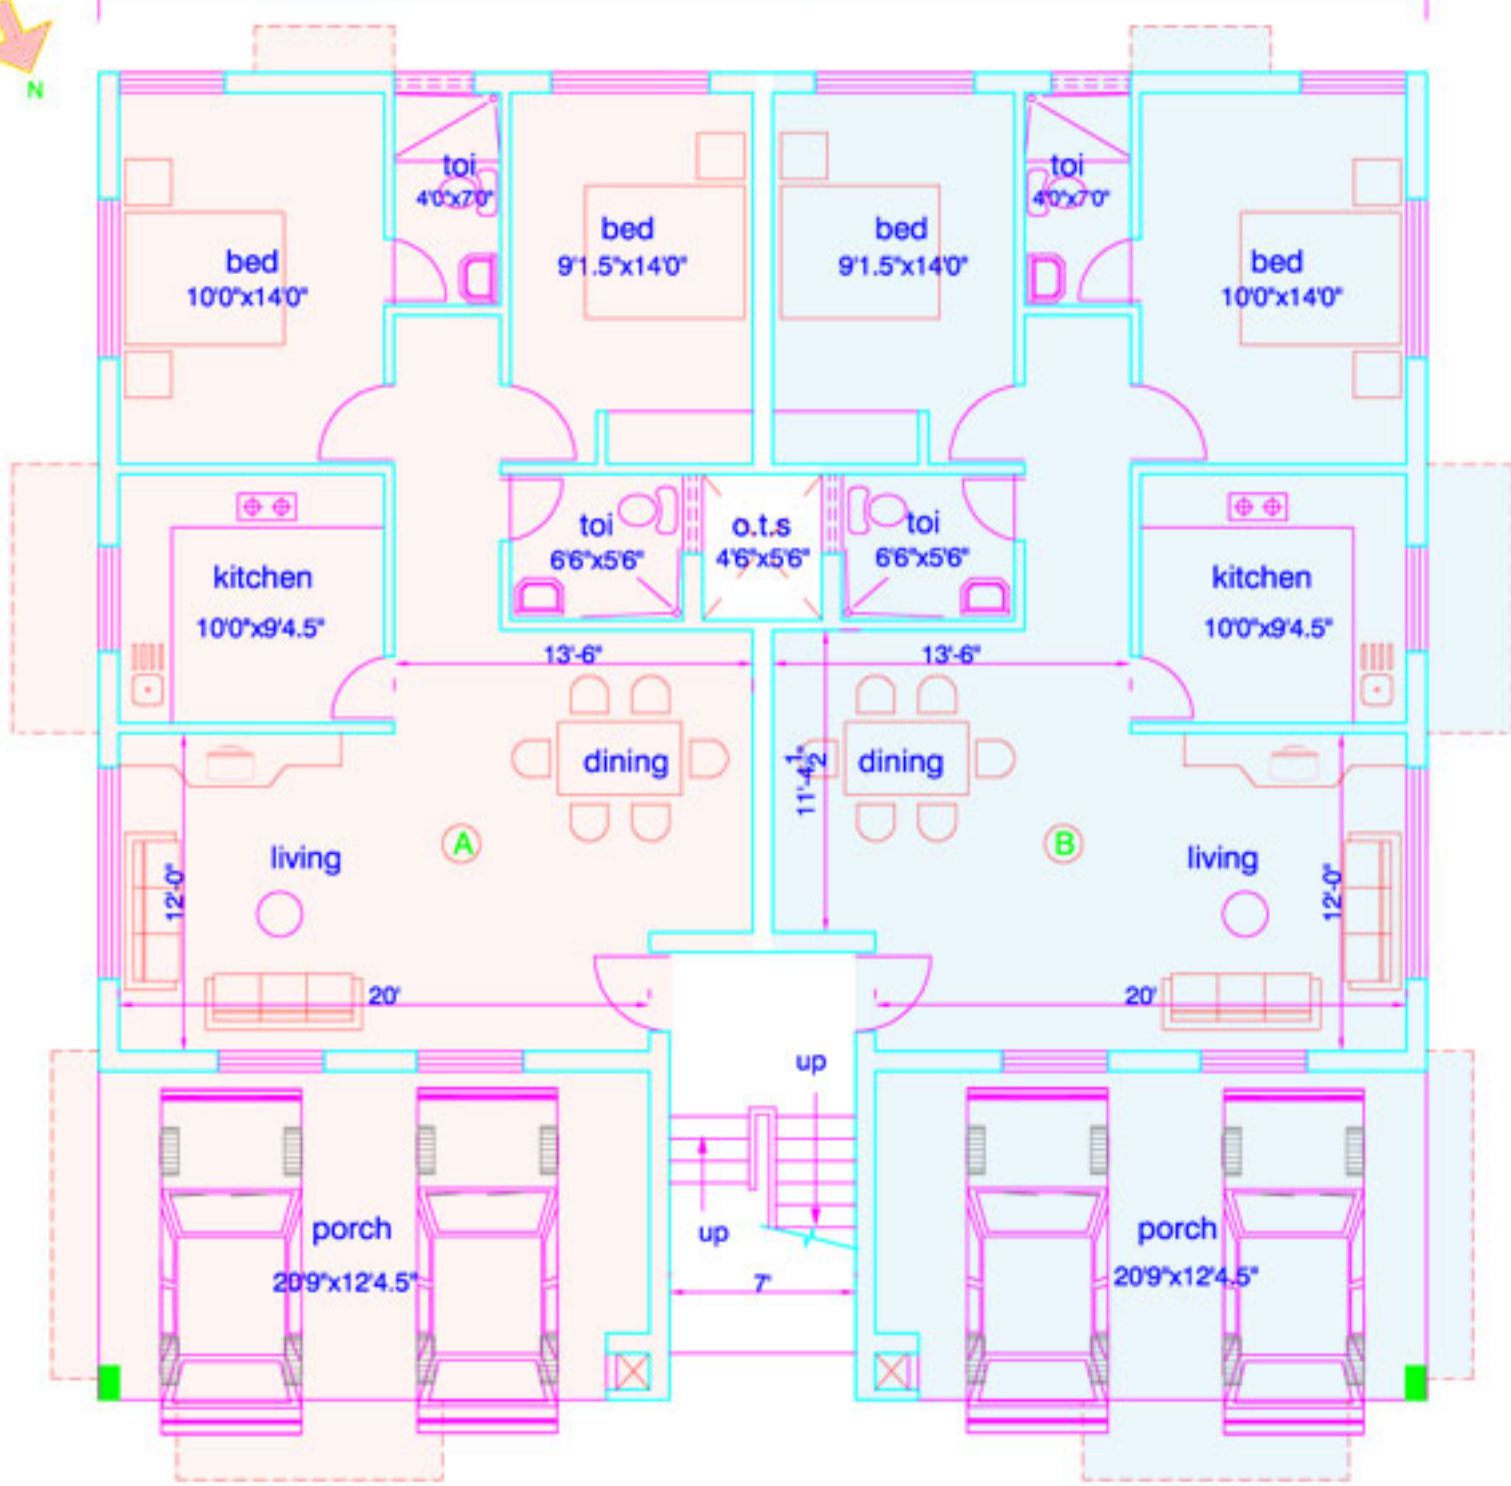 N
toi
4'0"x7'0"
toi
4'0"x7'0"
bed
10'0"x14'0"
bed
9'1.5"x14'0"
bed
9'1.5"x14'0"
bed
10'0"x14'0"
toi
6'6"x5'6"
o.t.s
4'6"x5'6"
toi
6'6"x5'6"
kitchen
10'0"x9'4.5"
kitchen
10'0"x9'4.5"
13'-6"
13'-6"
dining
11'-4½"
dining
A
B
living
12'-0"
living
12'-0"
20'
20'
up
up
porch
20'9"x12'4.5"
7'
porch
20'9"x12'4.5"